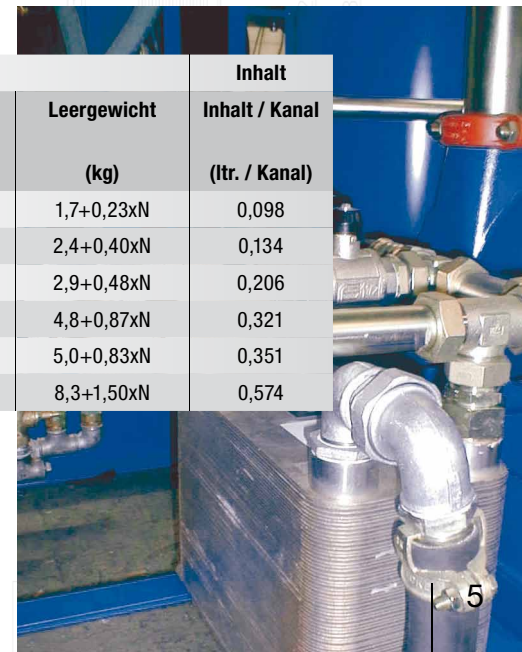 Inhalt
Leergewicht Inhalt / Kanal
(kg) (ltr. / Kanal)
1,7+0,23xN 0,098
2,4+0,40xN 0,134
2,9+0,48xN 0,206
4,8+0,87xN 0,321
5,0+0,83xN 0,351
8,3+1,50xN 0,574
5